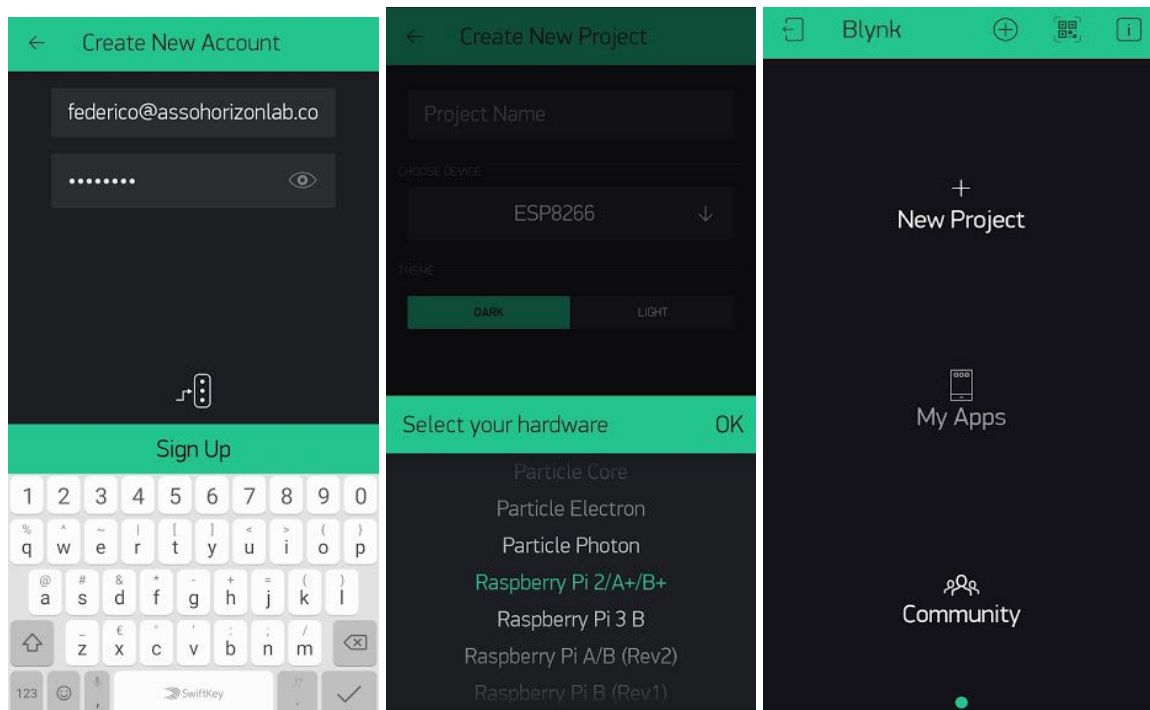 Create New Account
federico@assohorizonlab.co
••••••••
Sign Up
1 2 3 4 5 6 7 8 9 0
% ^ ~ | [ ] < > { }
q w e r t y u i o p
@ # & * - + = ( )
a s d f g h j k l
_ € " ' : ; /
z x c v b n m
123 , SwiftKey .
Create New Project
Project Name
CHOOSE DEVICE
ESP8266
THEME
DARK LIGHT
Select your hardware OK
Particle Core
Particle Electron
Particle Photon
Raspberry Pi 2/A+/B+
Raspberry Pi 3 B
Raspberry Pi A/B (Rev2)
Raspberry Pi B (Rev1)
Blynk
New Project
My Apps
Community